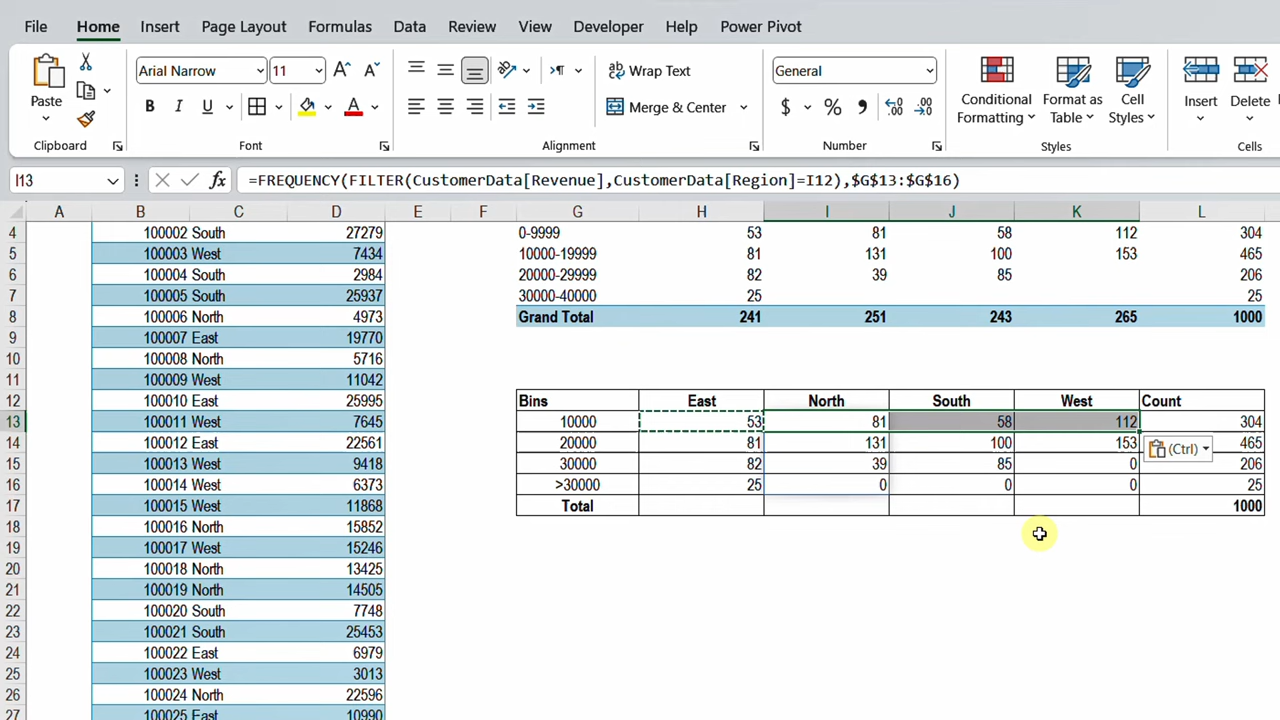 File Home Insert Page Layout Formulas Data Review View Developer Help Power Pivot
Arial Narrow 11 Wrap Text General
Paste B I U A Merge & Center $ % Conditional Formatting Format as Table Cell Styles Insert Delete
Clipboard Font Alignment Number Styles Cells
I13 fx =FREQUENCY(FILTER(CustomerData[Revenue],CustomerData[Region]=I12),$G$13:$G$16)
A B C D E F G H I J K L
4 100002 South 27279 0-9999 53 81 58 112 304
5 100003 West 7434 10000-19999 81 131 100 153 465
6 100004 South 2984 20000-29999 82 39 85 206
7 100005 South 25937 30000-40000 25 25
8 100006 North 4973 Grand Total 241 251 243 265 1000
9 100007 East 19770
10 100008 North 5716
11 100009 West 11042
12 100010 East 25995 Bins East North South West Count
13 100011 West 7645 10000 53 81 58 112 304
14 100012 East 22561 20000 81 131 100 153 465
15 100013 West 9418 30000 82 39 85 0 206
16 100014 West 6373 >30000 25 0 0 0 25
17 100015 West 11868 Total 1000
18 100016 North 15852
19 100017 West 15246
20 100018 North 13425
21 100019 North 14505
22 100020 South 7748
23 100021 South 25453
24 100022 East 6979
25 100023 West 3013
26 100024 North 22596
27 100025 East 10990
(Ctrl)